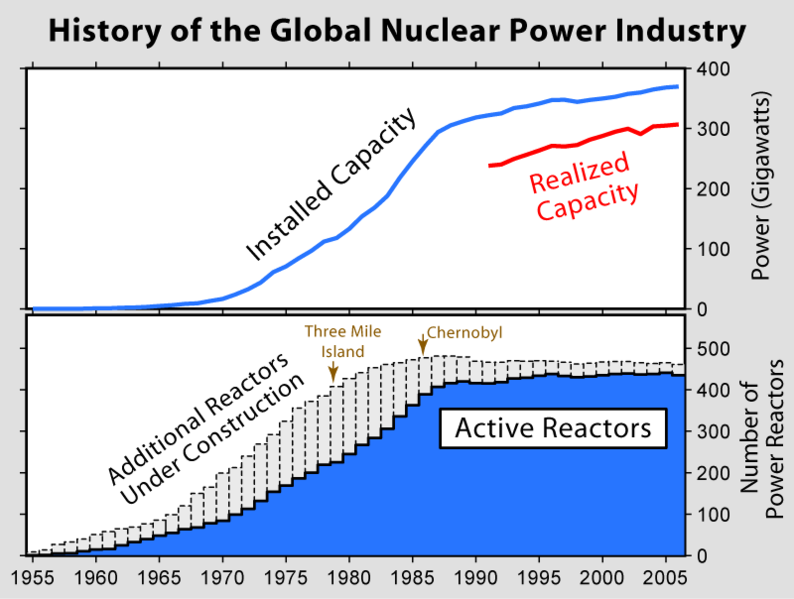 History of the Global Nuclear Power Industry
400
300
200
100
0
Power (Gigawatts)
Installed Capacity
Realized
Capacity
500
400
300
200
100
0
Number of
Power Reactors
Three Mile
Island
Chernobyl
Additional Reactors
Under Construction
Active Reactors
1955 1960 1965 1970 1975 1980 1985 1990 1995 2000 2005